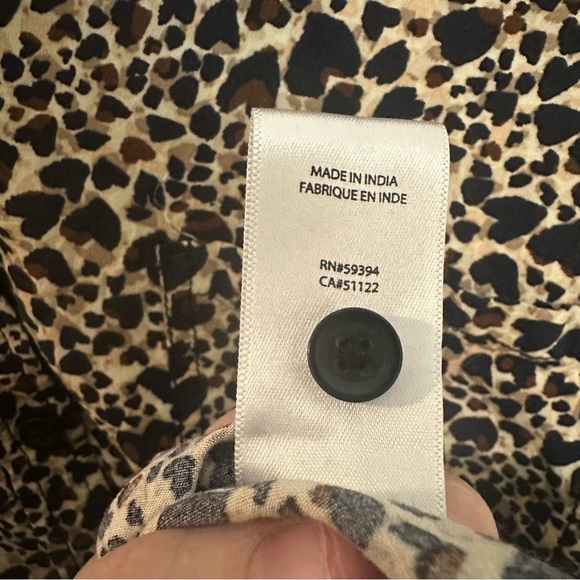 MADE IN INDIA
FABRIQUE EN INDE
RN#59394
CA#51122